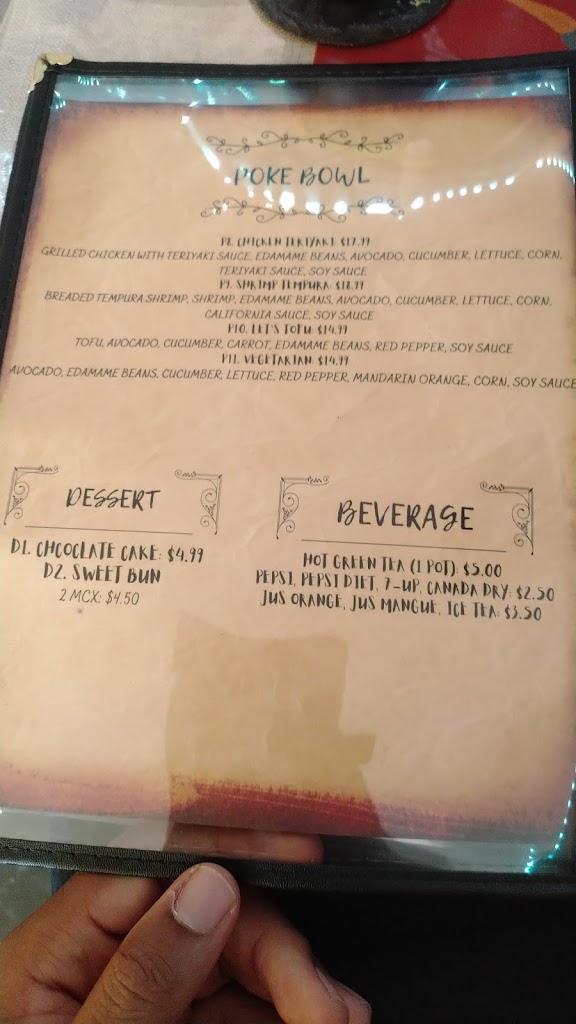 POKE BOWL
P8. CHICKEN TERIYAKI: $17.99
GRILLED CHICKEN WITH TERIYAKI SAUCE, EDAMAME BEANS, AVOCADO, CUCUMBER, LETTUCE, CORN,
TERIYAKI SAUCE, SOY SAUCE
P9. SHRIMP TEMPURA: $18.99
BREADED TEMPURA SHRIMP, SHRIMP, EDAMAME BEANS, AVOCADO, CUCUMBER, LETTUCE, CORN,
CALIFORNIA SAUCE, SOY SAUCE
P10. LET'S TOFU: $14.99
TOFU, AVOCADO, CUCUMBER, CARROT, EDAMAME BEANS, RED PEPPER, SOY SAUCE
P11. VEGETARIAN: $14.99
AVOCADO, EDAMAME BEANS, CUCUMBER, LETTUCE, RED PEPPER, MANDARIN ORANGE, CORN, SOY SAUCE
DESSERT
D1. CHCOCLATE CAKE: $4.99
D2. SWEET BUN
2 MCX: $4.50
BEVERAGE
HOT GREEN TEA (1 POT): $5.00
PEPSI, PEPSI DIET, 7-UP, CANADA DRY: $2.50
JUS ORANGE, JUS MANGUE, ICE TEA: $3.50